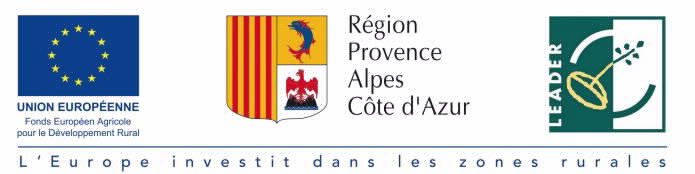 UNION EUROPÉENNE
Fonds Européen Agricole
pour le Développement Rural
Région
Provence
Alpes
Côte d'Azur
LEADER
L'Europe investit dans les zones rurales